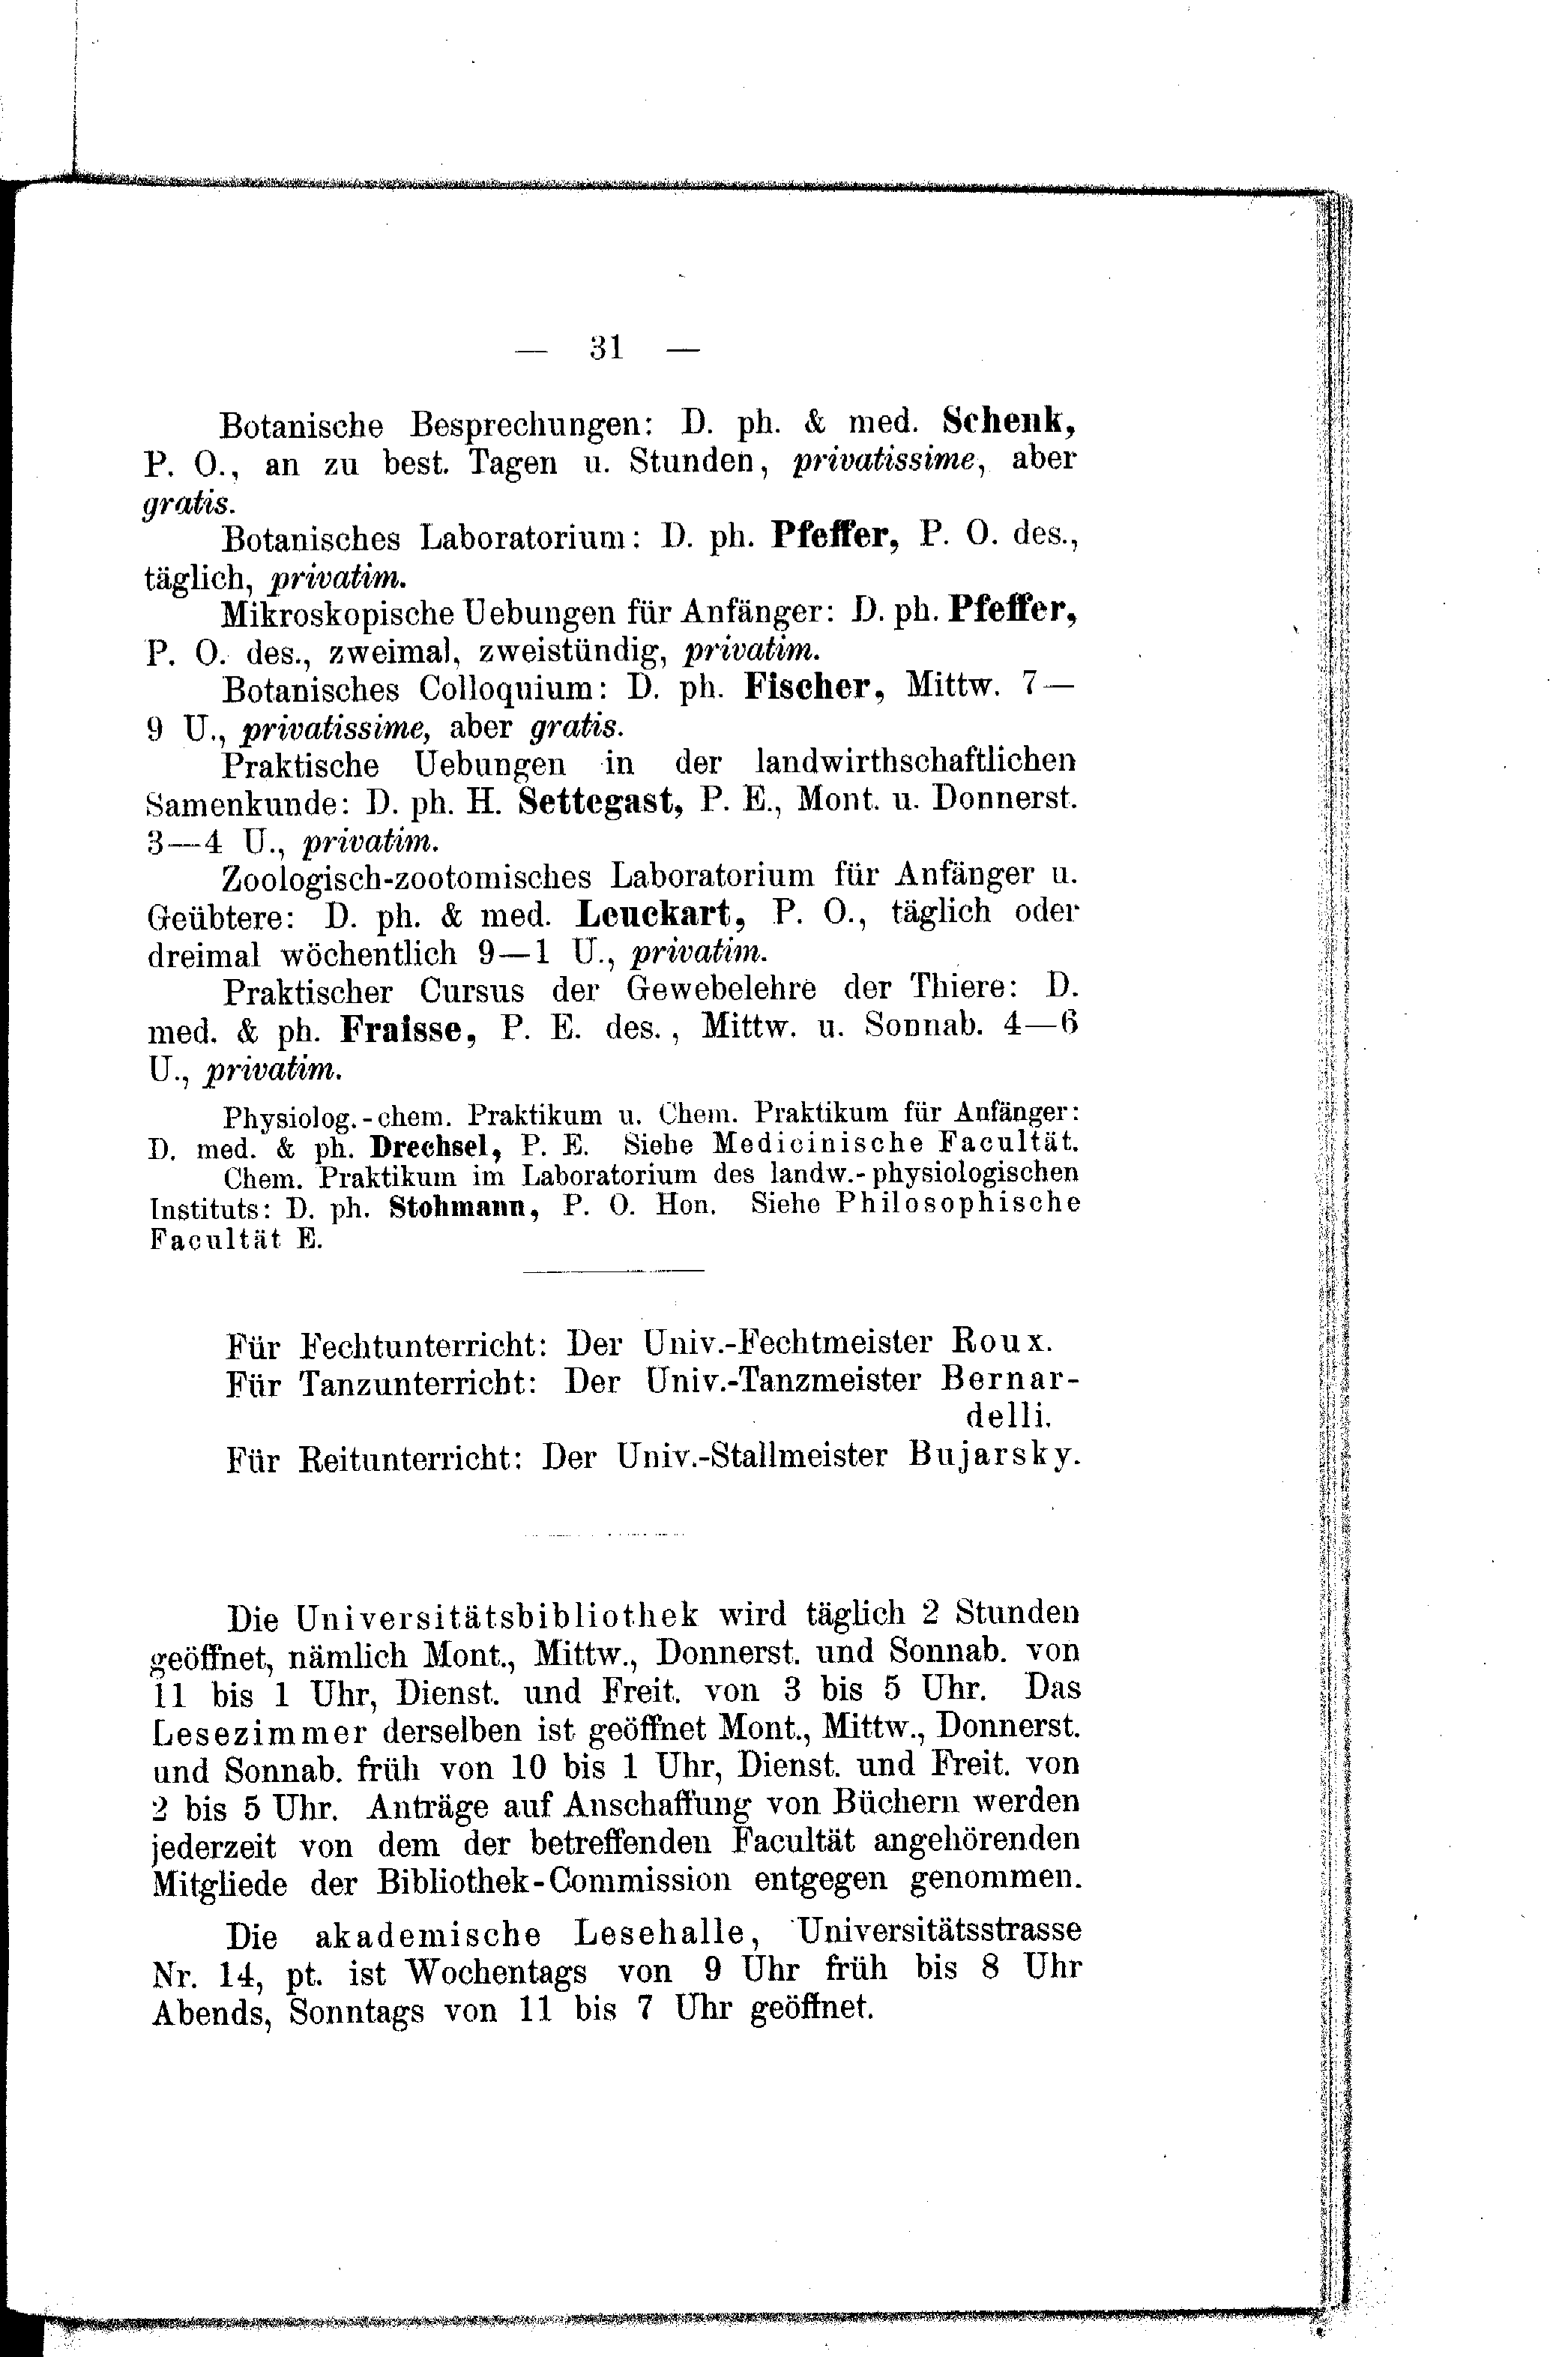 — 31 —
Botanische Besprechungen: D. ph. & med. Schenk,
P. O., an zu best. Tagen u. Stunden, privatissime, aber
gratis.
Botanisches Laboratorium: D. ph. Pfeffer, P. O. des.,
täglich, privatim.
Mikroskopische Uebungen für Anfänger: D. ph. Pfeffer,
P. O. des., zweimal, zweistündig, privatim.
Botanisches Colloquium: D. ph. Fischer, Mittw. 7—
9 U., privatissime, aber gratis.
Praktische Uebungen in der landwirthschaftlichen
Samenkunde: D. ph. H. Settegast, P. E., Mont. u. Donnerst.
3—4 U., privatim.
Zoologisch-zootomisches Laboratorium für Anfänger u.
Geübtere: D. ph. & med. Leuckart, P. O., täglich oder
dreimal wöchentlich 9—1 U., privatim.
Praktischer Cursus der Gewebelehre der Thiere: D.
med. & ph. Fraisse, P. E. des., Mittw. u. Sonnab. 4—6
U., privatim.
Physiolog.-chem. Praktikum u. Chem. Praktikum für Anfänger:
D. med. & ph. Drechsel, P. E. Siehe Medicinische Facultät.
Chem. Praktikum im Laboratorium des landw.-physiologischen
Instituts: D. ph. Stohmann, P. O. Hon. Siehe Philosophische
Facultät E.
Für Fechtunterricht: Der Univ.-Fechtmeister Roux.
Für Tanzunterricht: Der Univ.-Tanzmeister Bernar-
delli.
Für Reitunterricht: Der Univ.-Stallmeister Bujarsky.
Die Universitätsbibliothek wird täglich 2 Stunden
geöffnet, nämlich Mont., Mittw., Donnerst. und Sonnab. von
11 bis 1 Uhr, Dienst. und Freit. von 3 bis 5 Uhr. Das
Lesezimmer derselben ist geöffnet Mont., Mittw., Donnerst.
und Sonnab. früh von 10 bis 1 Uhr, Dienst. und Freit. von
2 bis 5 Uhr. Anträge auf Anschaffung von Büchern werden
jederzeit von dem der betreffenden Facultät angehörenden
Mitgliede der Bibliothek-Commission entgegen genommen.
Die akademische Lesehalle, Universitätsstrasse
Nr. 14, pt. ist Wochentags von 9 Uhr früh bis 8 Uhr
Abends, Sonntags von 11 bis 7 Uhr geöffnet.